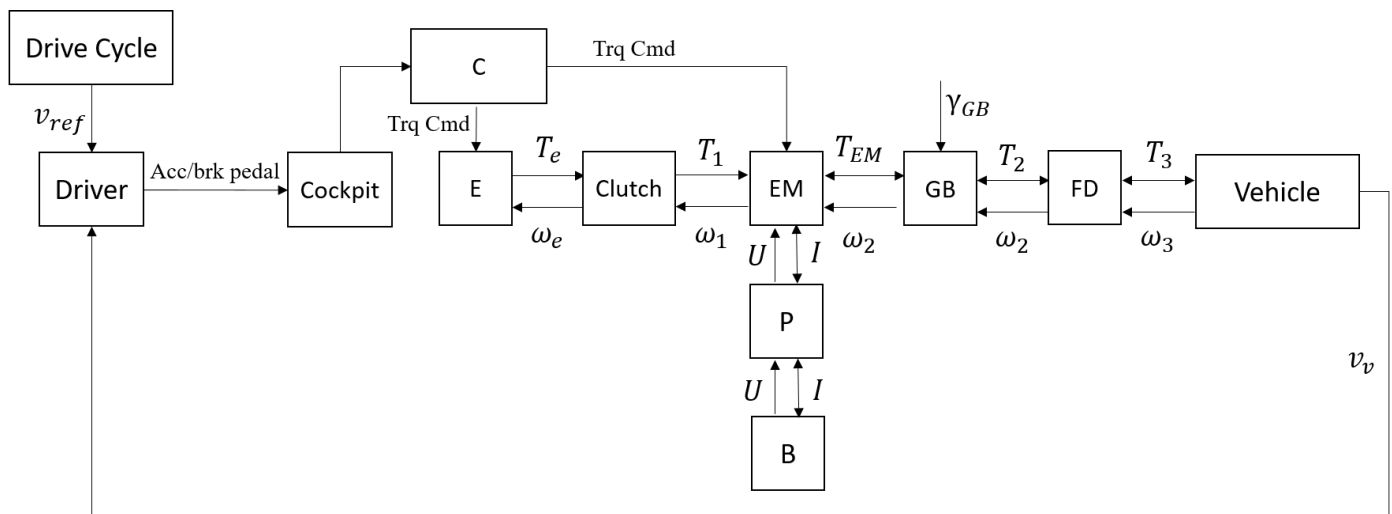 Drive Cycle
v_ref
Driver
Acc/brk pedal
Cockpit
C
Trq Cmd
Trq Cmd
E
T_e
ω_e
Clutch
T_1
ω_1
EM
T_EM
ω_2
γ_GB
GB
T_2
ω_2
FD
T_3
ω_3
Vehicle
U
I
P
U
I
B
v_v